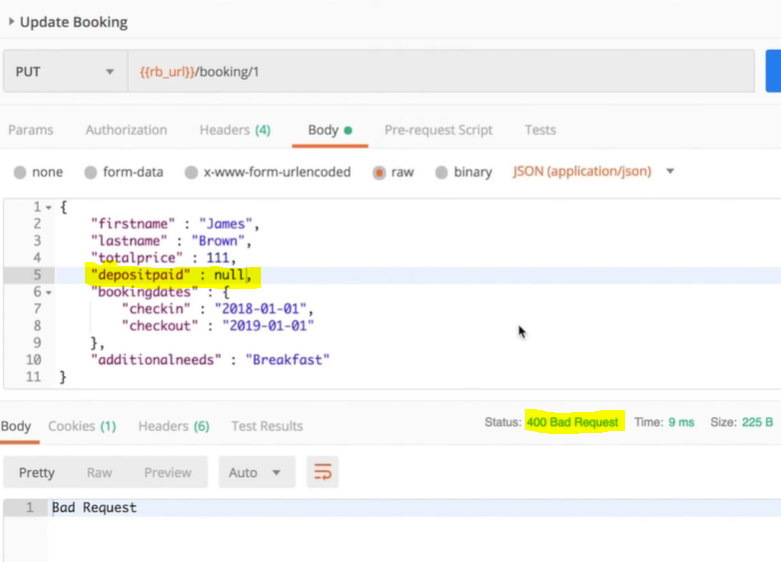 Update Booking
PUT {{rb_url}}/booking/1
Params Authorization Headers (4) Body Pre-request Script Tests
none form-data x-www-form-urlencoded raw binary JSON (application/json)
1 {
2 "firstname" : "James",
3 "lastname" : "Brown",
4 "totalprice" : 111,
5 "depositpaid" : null,
6 "bookingdates" : {
7 "checkin" : "2018-01-01",
8 "checkout" : "2019-01-01"
9 },
10 "additionalneeds" : "Breakfast"
11 }
Body Cookies (1) Headers (6) Test Results Status: 400 Bad Request Time: 9 ms Size: 225 B
Pretty Raw Preview Auto
1 Bad Request